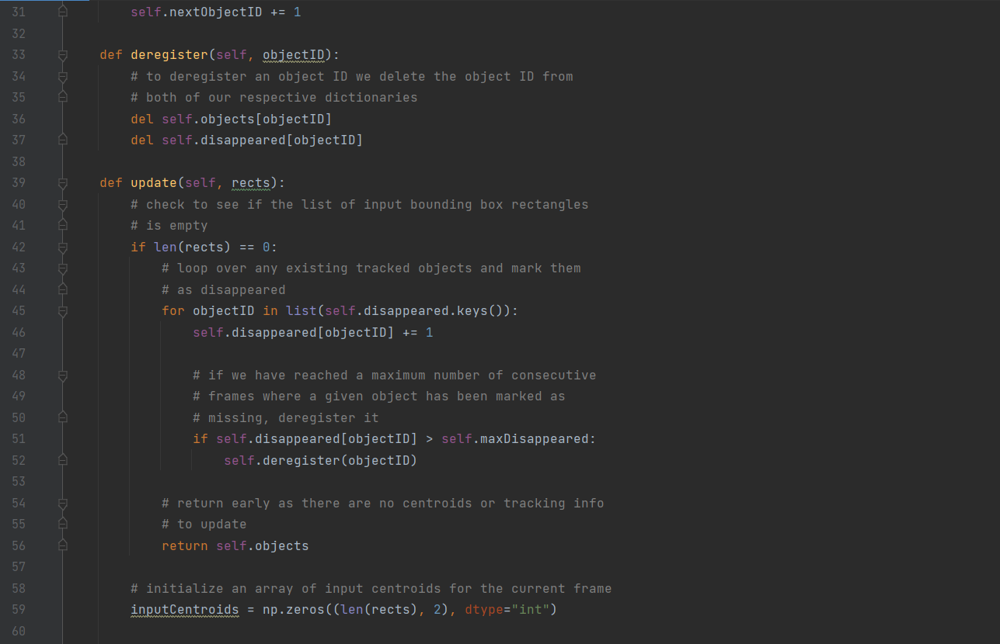 31 self.nextObjectID += 1
32
33 def deregister(self, objectID):
34 # to deregister an object ID we delete the object ID from
35 # both of our respective dictionaries
36 del self.objects[objectID]
37 del self.disappeared[objectID]
38
39 def update(self, rects):
40 # check to see if the list of input bounding box rectangles
41 # is empty
42 if len(rects) == 0:
43 # loop over any existing tracked objects and mark them
44 # as disappeared
45 for objectID in list(self.disappeared.keys()):
46 self.disappeared[objectID] += 1
47
48 # if we have reached a maximum number of consecutive
49 # frames where a given object has been marked as
50 # missing, deregister it
51 if self.disappeared[objectID] > self.maxDisappeared:
52 self.deregister(objectID)
53
54 # return early as there are no centroids or tracking info
55 # to update
56 return self.objects
57
58 # initialize an array of input centroids for the current frame
59 inputCentroids = np.zeros((len(rects), 2), dtype="int")
60